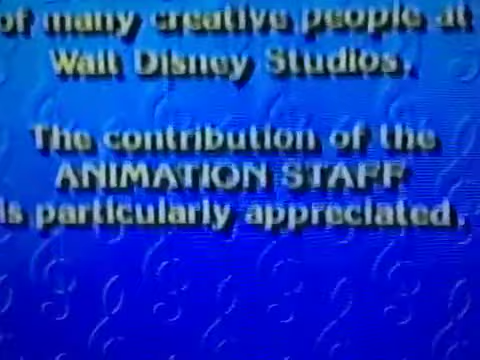 of many creative people at
Walt Disney Studios.
The contribution of the
ANIMATION STAFF
is particularly appreciated.